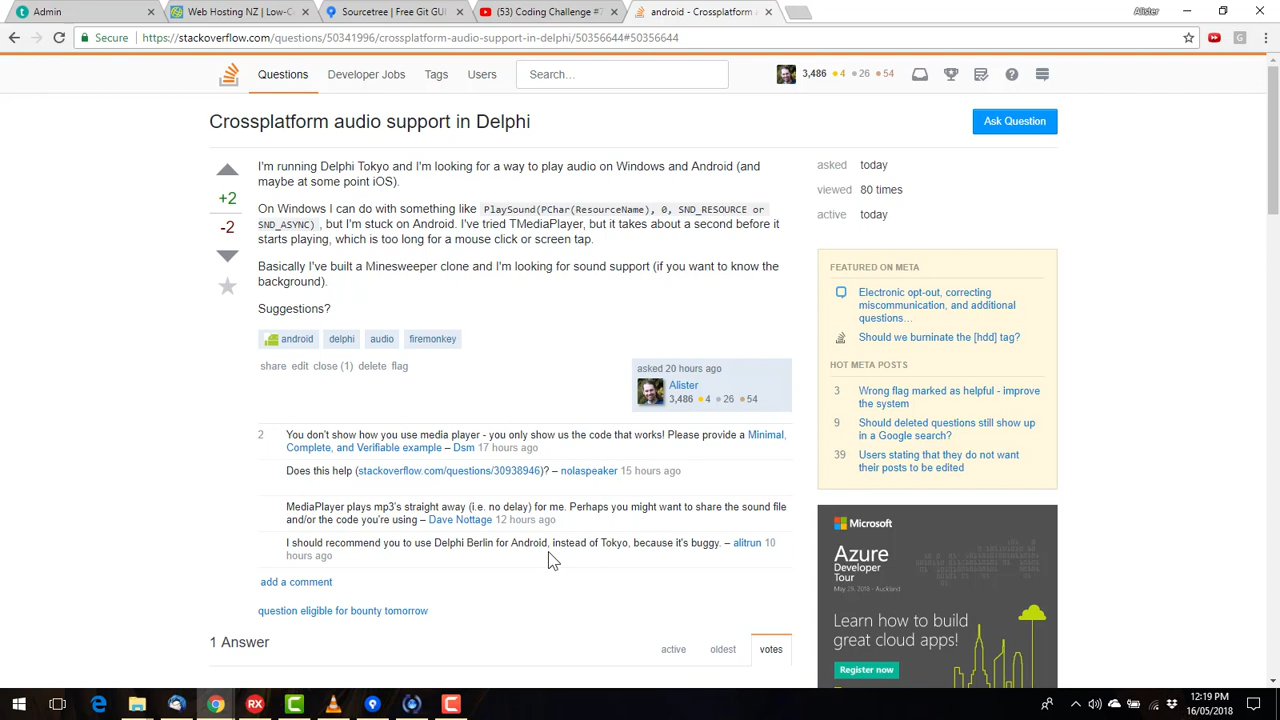 Admin
Web Hosting NZ | Low-C
Sourcetree | Free Git GUI
(53) Coding Challenge #T
android - Crossplatform A
Alister
Secure
https://stackoverflow.com/questions/50341996/crossplatform-audio-support-in-delphi/50356644#50356644
Questions
Developer Jobs
Tags
Users
Search...
3,486 4 26 54
Crossplatform audio support in Delphi
Ask Question
I'm running Delphi Tokyo and I'm looking for a way to play audio on Windows and Android (and
maybe at some point iOS).
+2
-2
On Windows I can do with something like PlaySound(PChar(ResourceName), 0, SND_RESOURCE or
SND_ASYNC) , but I'm stuck on Android. I've tried TMediaPlayer, but it takes about a second before it
starts playing, which is too long for a mouse click or screen tap.
Basically I've built a Minesweeper clone and I'm looking for sound support (if you want to know the
background).
Suggestions?
android
delphi
audio
firemonkey
share edit close (1) delete flag
asked 20 hours ago
Alister
3,486 4 26 54
2
You don't show how you use media player - you only show us the code that works! Please provide a Minimal,
Complete, and Verifiable example – Dsm 17 hours ago
Does this help (stackoverflow.com/questions/30938946)? – nolaspeaker 15 hours ago
MediaPlayer plays mp3's straight away (i.e. no delay) for me. Perhaps you might want to share the sound file
and/or the code you're using – Dave Nottage 12 hours ago
I should recommend you to use Delphi Berlin for Android, instead of Tokyo, because it's buggy. – alitrun 10
hours ago
add a comment
question eligible for bounty tomorrow
1 Answer
active
oldest
votes
asked today
viewed 80 times
active today
FEATURED ON META
Electronic opt-out, correcting
miscommunication, and additional
questions…
Should we burninate the [hdd] tag?
HOT META POSTS
3 Wrong flag marked as helpful - improve
the system
9 Should deleted questions still show up
in a Google search?
39 Users stating that they do not want
their posts to be edited
Microsoft
Azure
Developer
Tour
May 29, 2018 - Auckland
Learn how to build
great cloud apps!
Register now
12:19 PM
16/05/2018